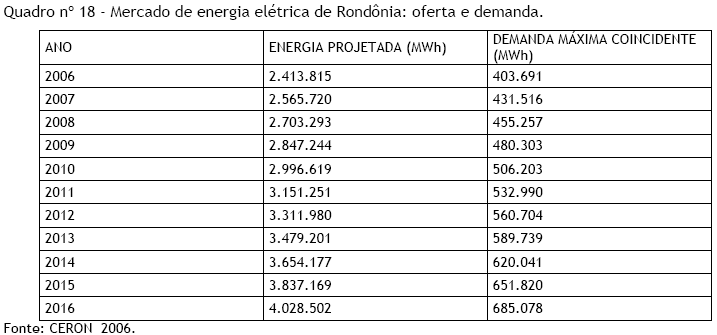 Quadro nº 18 - Mercado de energia elétrica de Rondônia: oferta e demanda.
ANO ENERGIA PROJETADA (MWh) DEMANDA MÁXIMA COINCIDENTE (MWh)
2006 2.413.815 403.691
2007 2.565.720 431.516
2008 2.703.293 455.257
2009 2.847.244 480.303
2010 2.996.619 506.203
2011 3.151.251 532.990
2012 3.311.980 560.704
2013 3.479.201 589.739
2014 3.654.177 620.041
2015 3.837.169 651.820
2016 4.028.502 685.078
Fonte: CERON 2006.